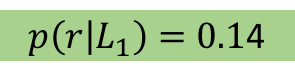 p(r|L₁) = 0.14